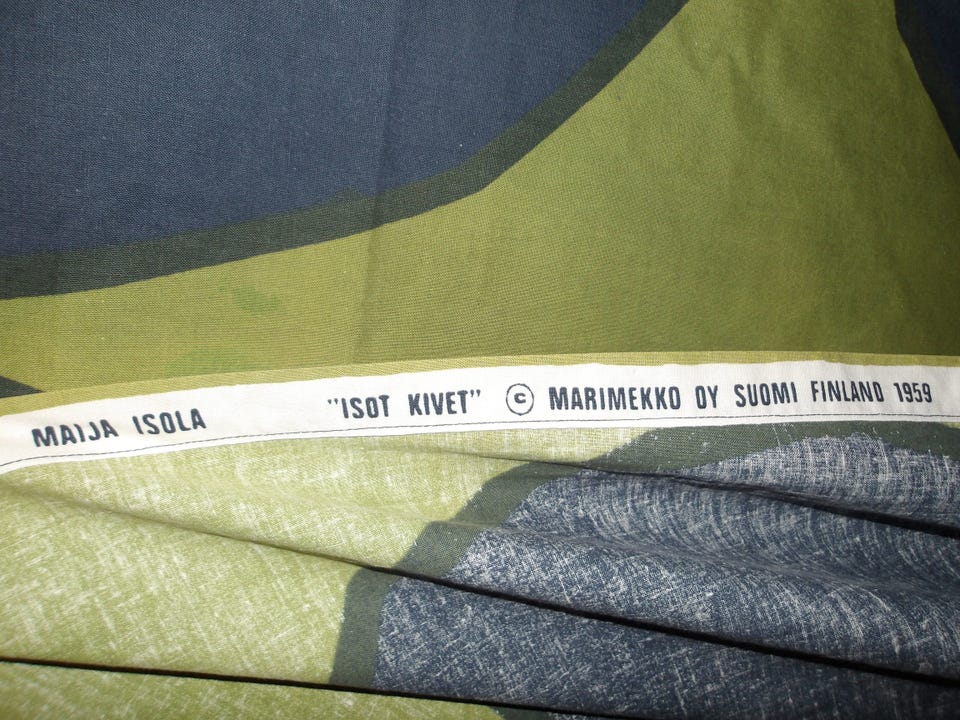 MAIJA ISOLA "ISOT KIVET" © MARIMEKKO OY SUOMI FINLAND 1959